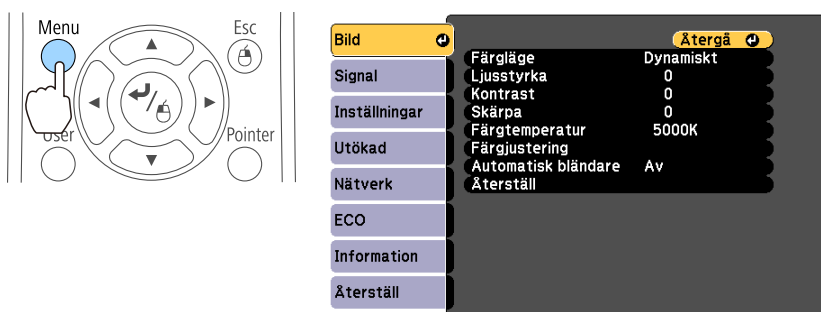 Menu
Esc
User
Pointer
Bild
Signal
Inställningar
Utökad
Nätverk
ECO
Information
Återställ
Återgå
Färgläge Dynamiskt
Ljusstyrka 0
Kontrast 0
Skärpa 0
Färgtemperatur 5000K
Färgjustering
Automatisk bländare Av
Återställ